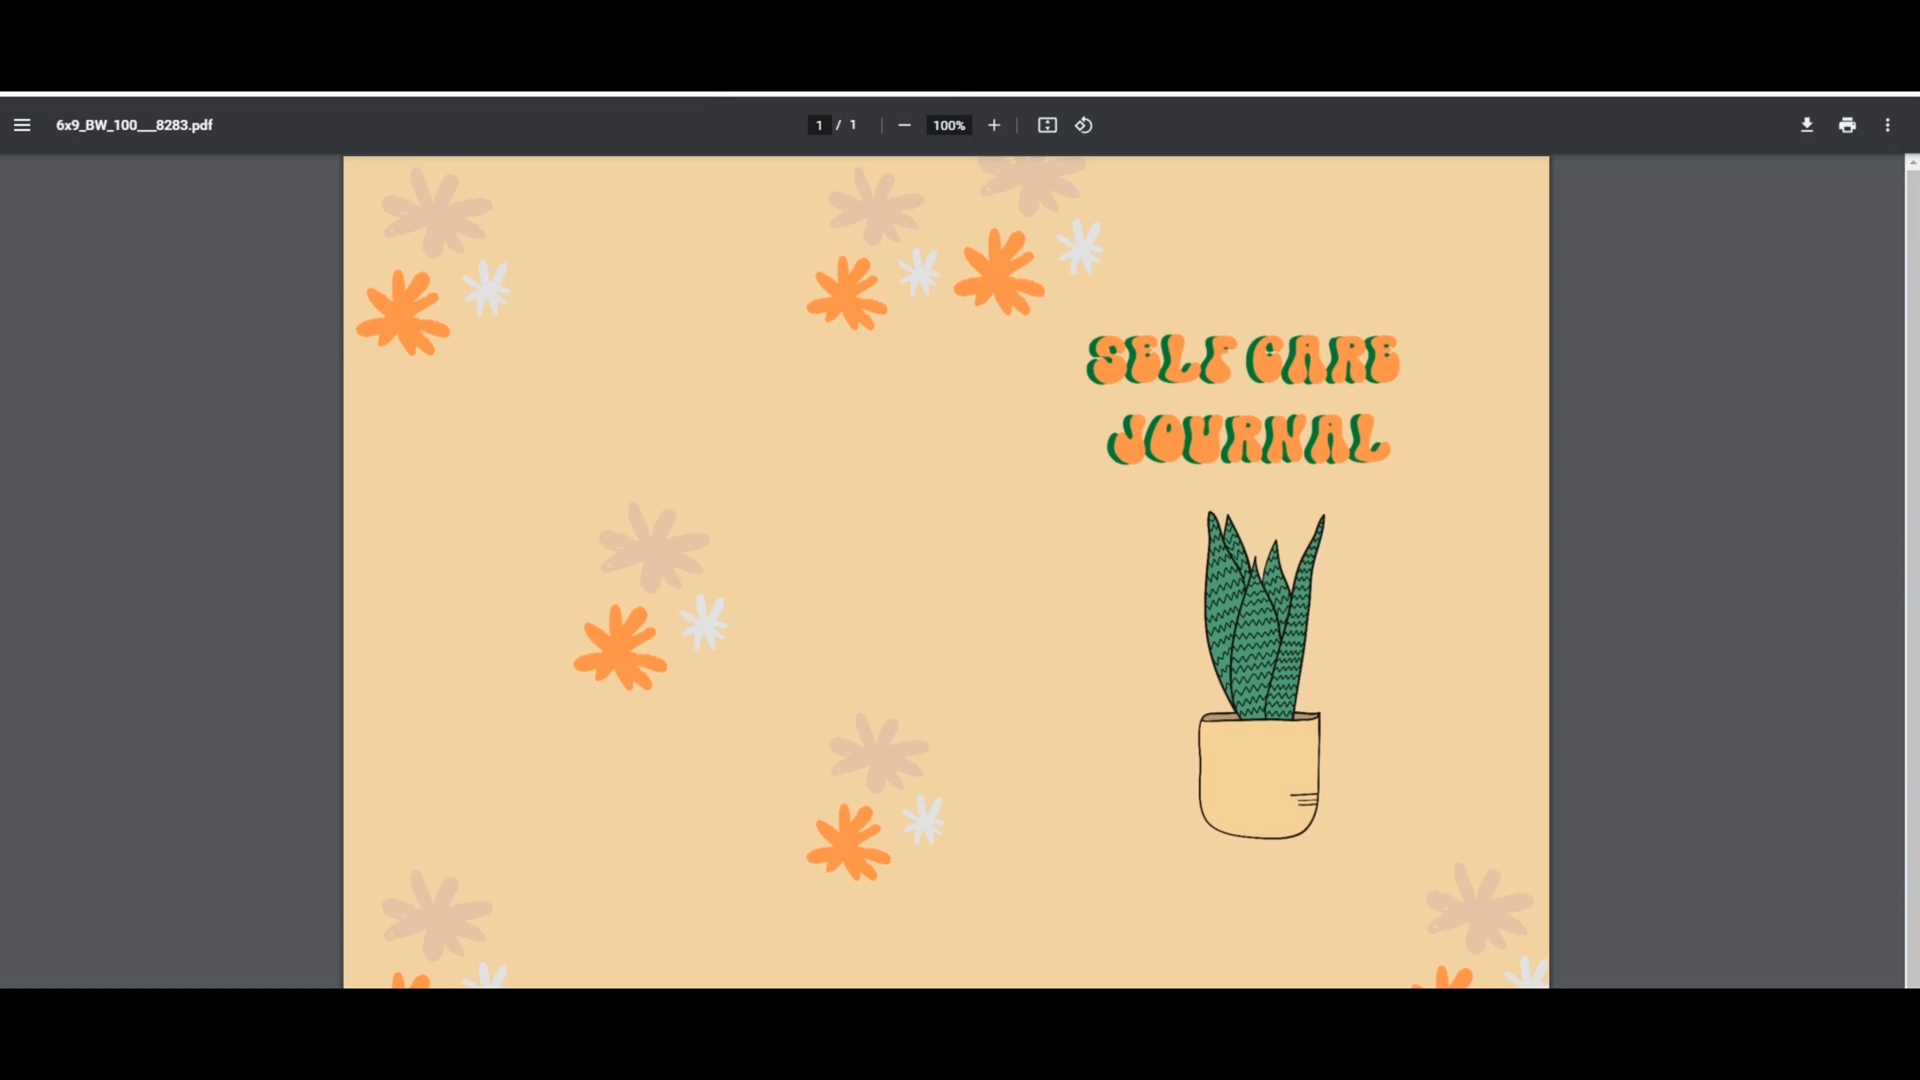 6x9_BW_100__8283.pdf
1 / 1
100%
SELF CARE
JOURNAL